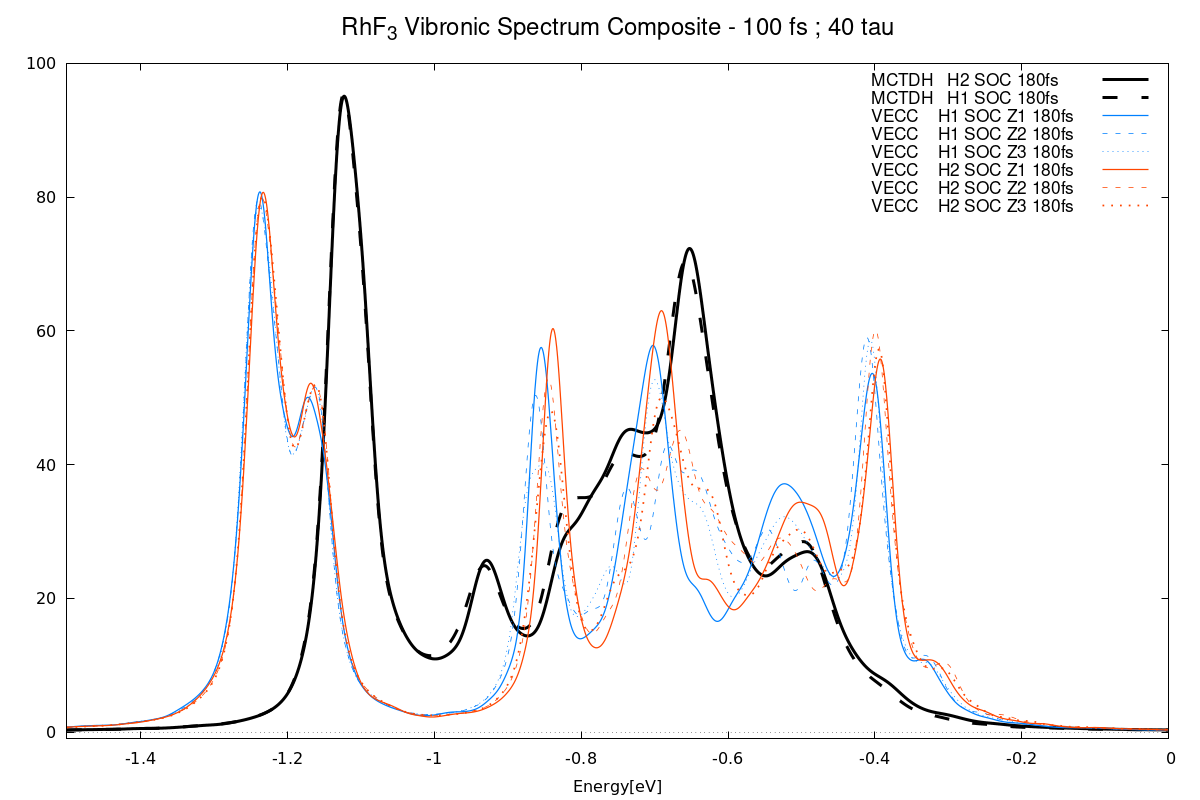 RhF3 Vibronic Spectrum Composite - 100 fs ; 40 tau
100
80
60
40
20
0
MCTDH H2 SOC 180fs
MCTDH H1 SOC 180fs
VECC H1 SOC Z1 180fs
VECC H1 SOC Z2 180fs
VECC H1 SOC Z3 180fs
VECC H2 SOC Z1 180fs
VECC H2 SOC Z2 180fs
VECC H2 SOC Z3 180fs
-1.4 -1.2 -1 -0.8 -0.6 -0.4 -0.2 0
Energy[eV]